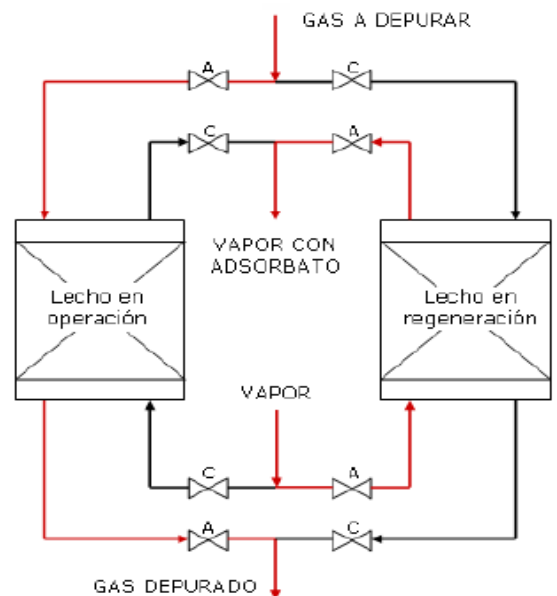 GAS A DEPURAR
A
C
C
A
VAPOR CON
ADSORBATO
Lecho en
operación
Lecho en
regeneración
VAPOR
C
A
A
C
GAS DEPURADO